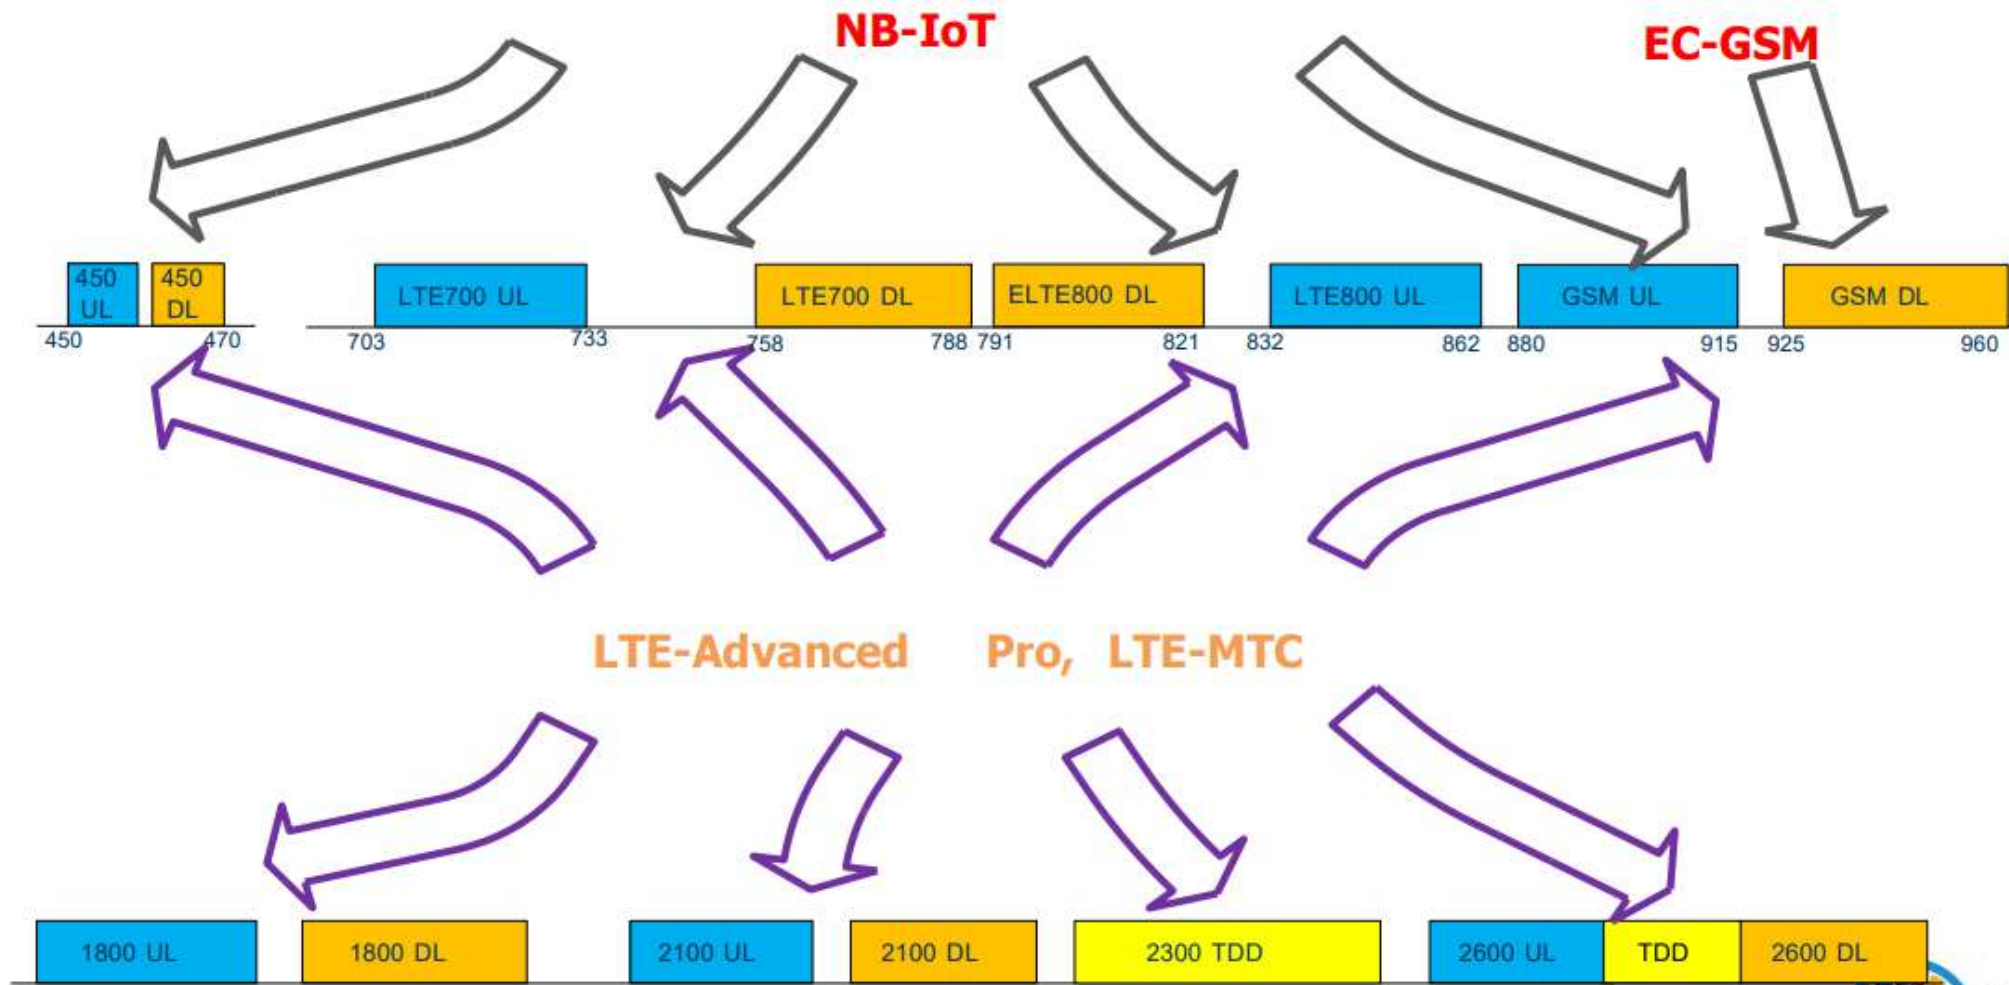 NB-IoT
EC-GSM
450
UL
450
DL
LTE700 UL
LTE700 DL
ELTE800 DL
LTE800 UL
GSM UL
GSM DL
450
470
703
733
758
788
791
821
832
862
880
915
925
960
LTE-Advanced Pro, LTE-MTC
1800 UL
1800 DL
2100 UL
2100 DL
2300 TDD
2600 UL
TDD
2600 DL